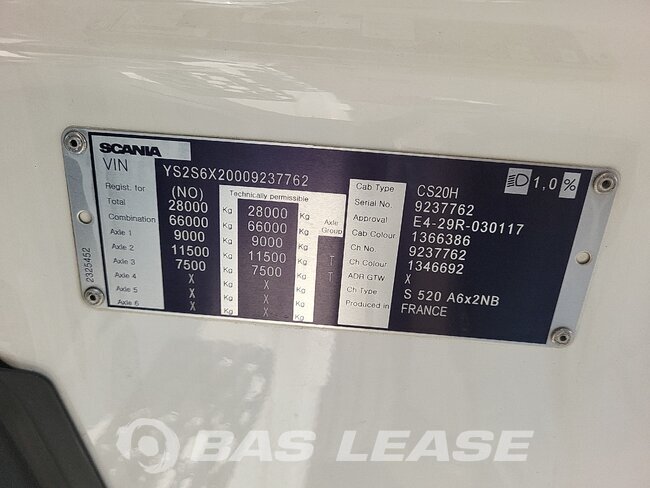 SCANIA
VIN YS2S6X20009237762
Regist. for (NO) Technically permissible
Total 28000 Kg 28000 Kg
Combination 66000 Kg 66000 Kg Axle Group
Axle 1 9000 Kg 9000 Kg
Axle 2 11500 Kg 11500 Kg T
Axle 3 7500 Kg 7500 Kg T
Axle 4 X Kg X Kg
Axle 5 X Kg X Kg
Axle 6 X Kg X Kg
Cab Type CS20H
Serial No. 9237762
Approval E4-29R-030117
Cab Colour 1366386
Ch No. 9237762
Ch Colour 1346692
ADR GTW X
Ch Type S 520 A6x2NB
Produced in FRANCE
1,0 %
2325452
BAS LEASE